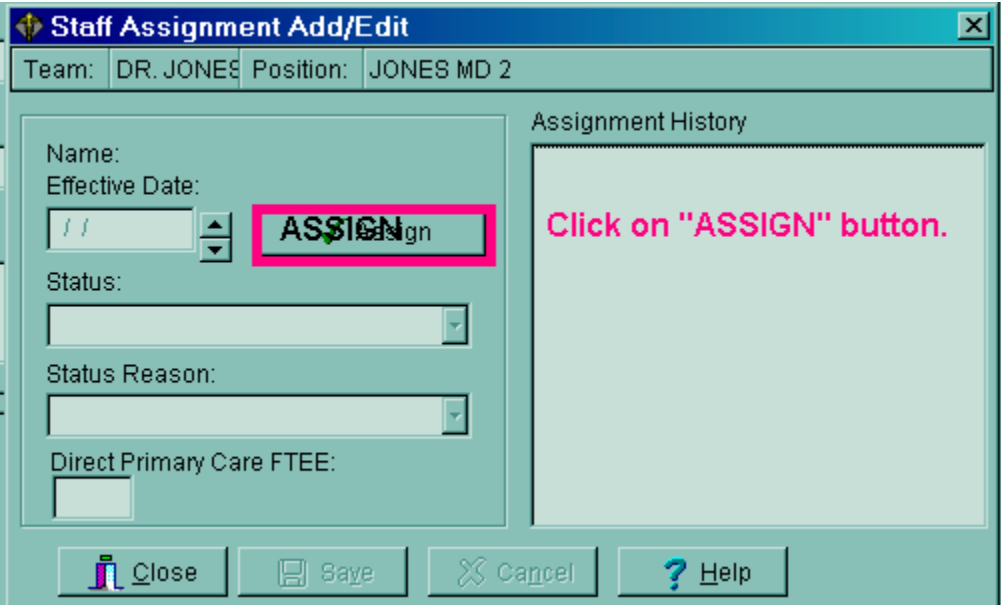 Staff Assignment Add/Edit
Team: DR. JONES Position: JONES MD 2
Assignment History
Name:
Effective Date:
/ /
ASSIGN Assign
Click on "ASSIGN" button.
Status:
Status Reason:
Direct Primary Care FTEE:
Close Save Cancel Help